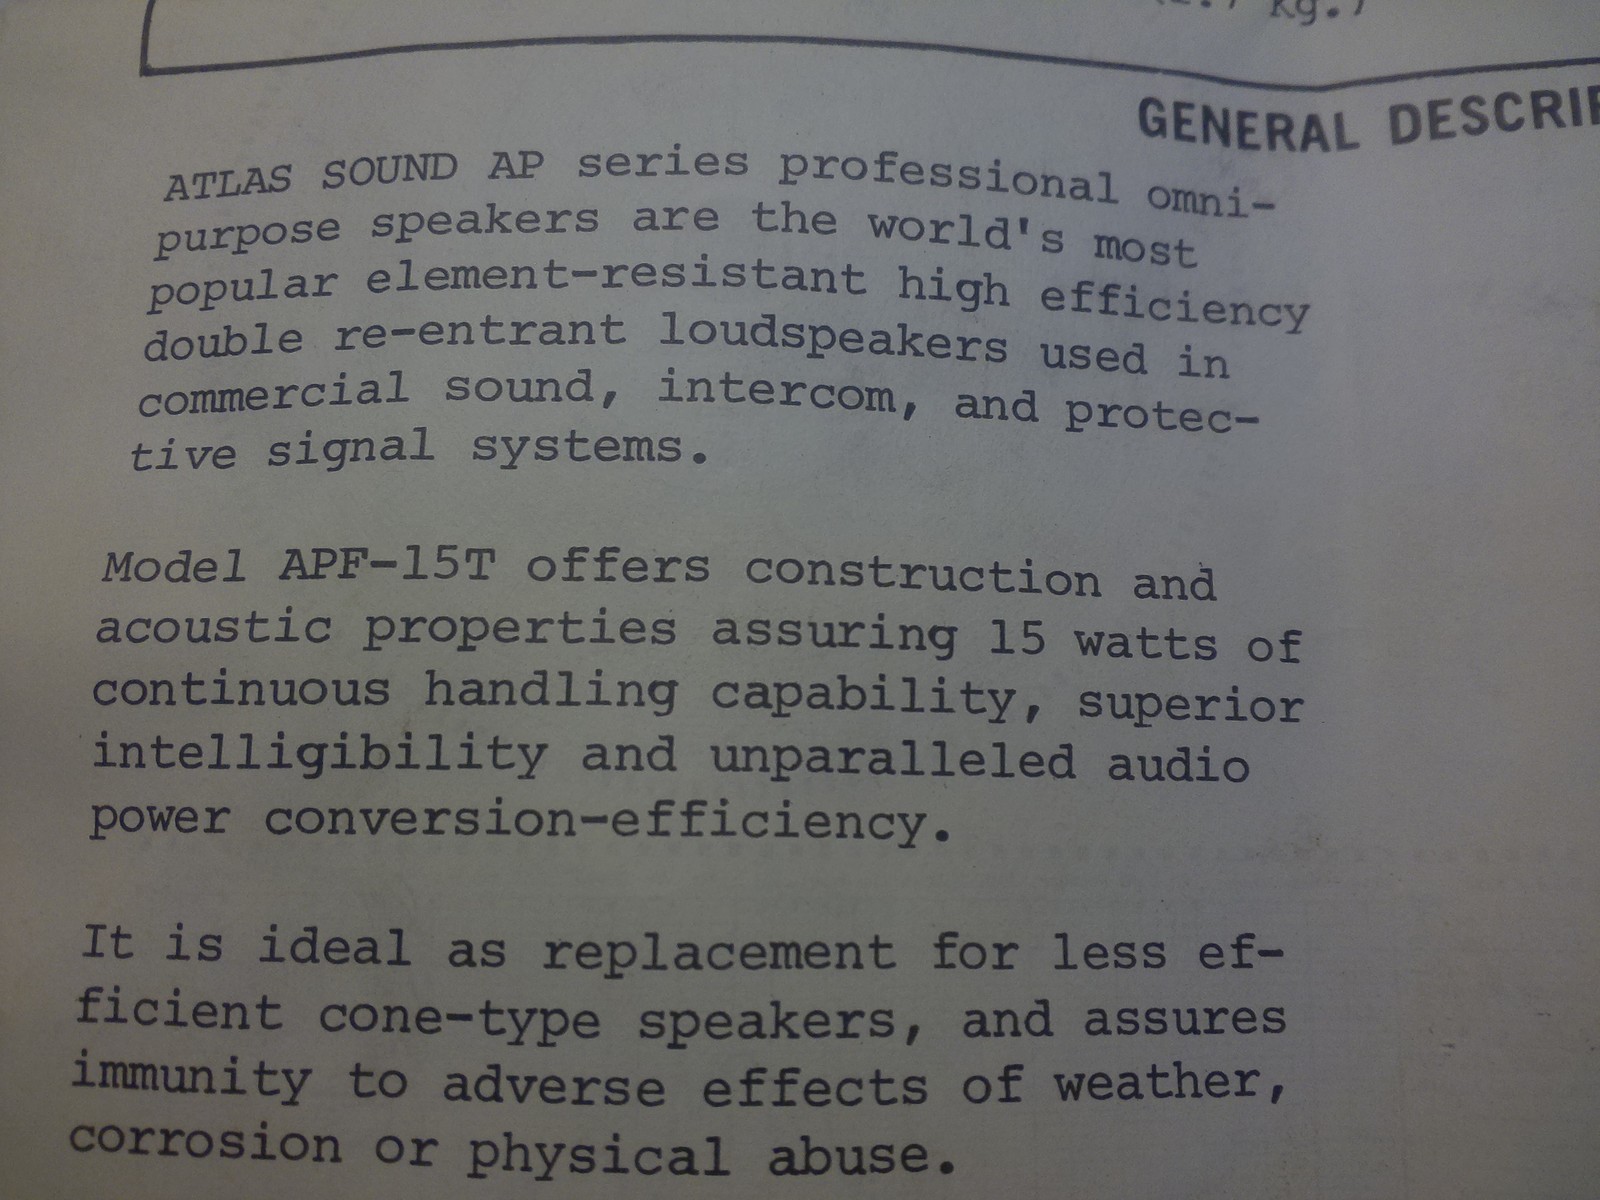 kg.)
GENERAL
ATLAS SOUND AP series professional omni-
purpose speakers are the world's most
popular element-resistant high efficiency
double re-entrant loudspeakers used in
commercial sound, intercom, and protec-
tive signal systems.
Model APF-15T offers construction and
acoustic properties assuring 15 watts of
continuous handling capability, superior
intelligibility and unparalleled audio
power conversion-efficiency.
It is ideal as replacement for less ef-
ficient cone-type speakers, and assures
immunity to adverse effects of weather,
corrosion or physical abuse.